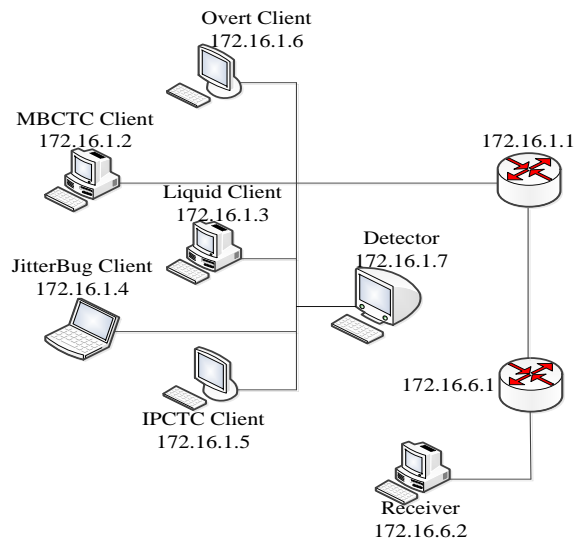 Overt Client
172.16.1.6
MBCTC Client
172.16.1.2
172.16.1.1
Liquid Client
172.16.1.3
Detector
172.16.1.7
JitterBug Client
172.16.1.4
172.16.6.1
IPCTC Client
172.16.1.5
Receiver
172.16.6.2